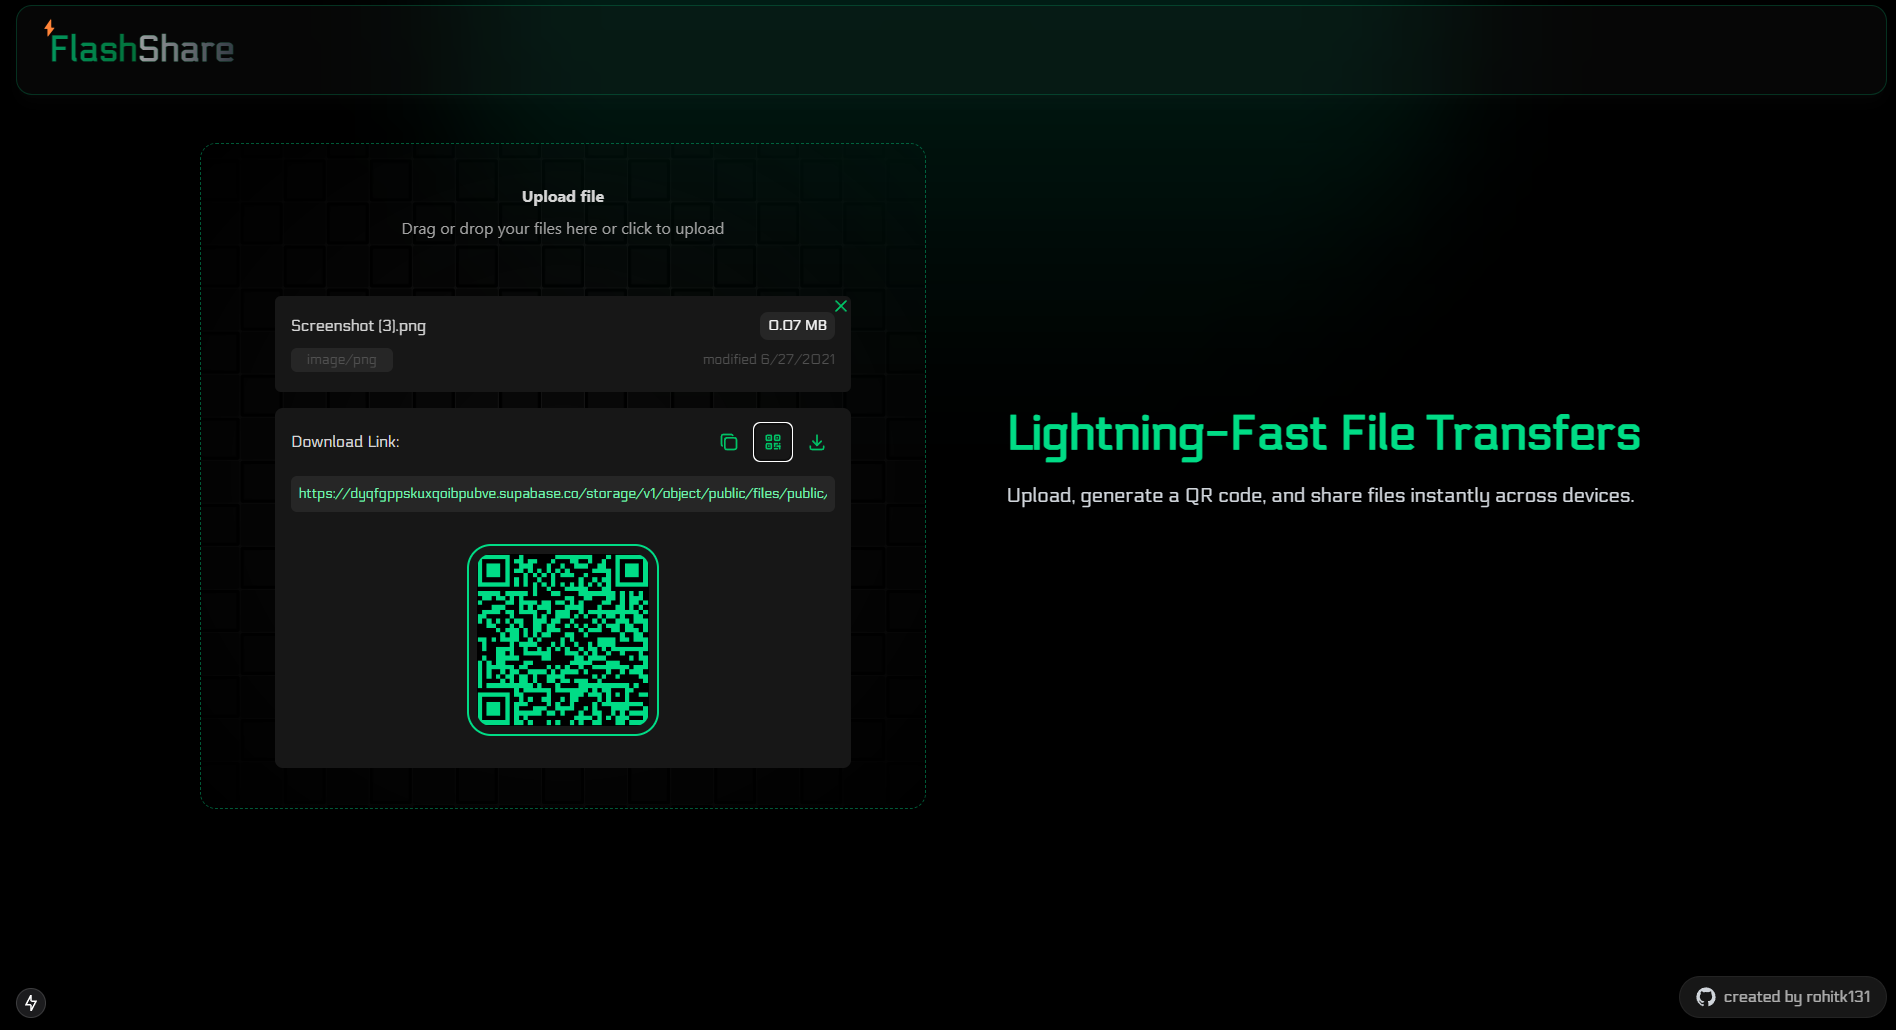 FlashShare
Upload file
Drag or drop your files here or click to upload
Screenshot (3).png
0.07 MB
image/png
modified 6/27/2021
Download Link:
https://dyqfgppskuxqoibpubve.supabase.co/storage/v1/object/public/files/public/
Lightning-Fast File Transfers
Upload, generate a QR code, and share files instantly across devices.
created by rohitk131